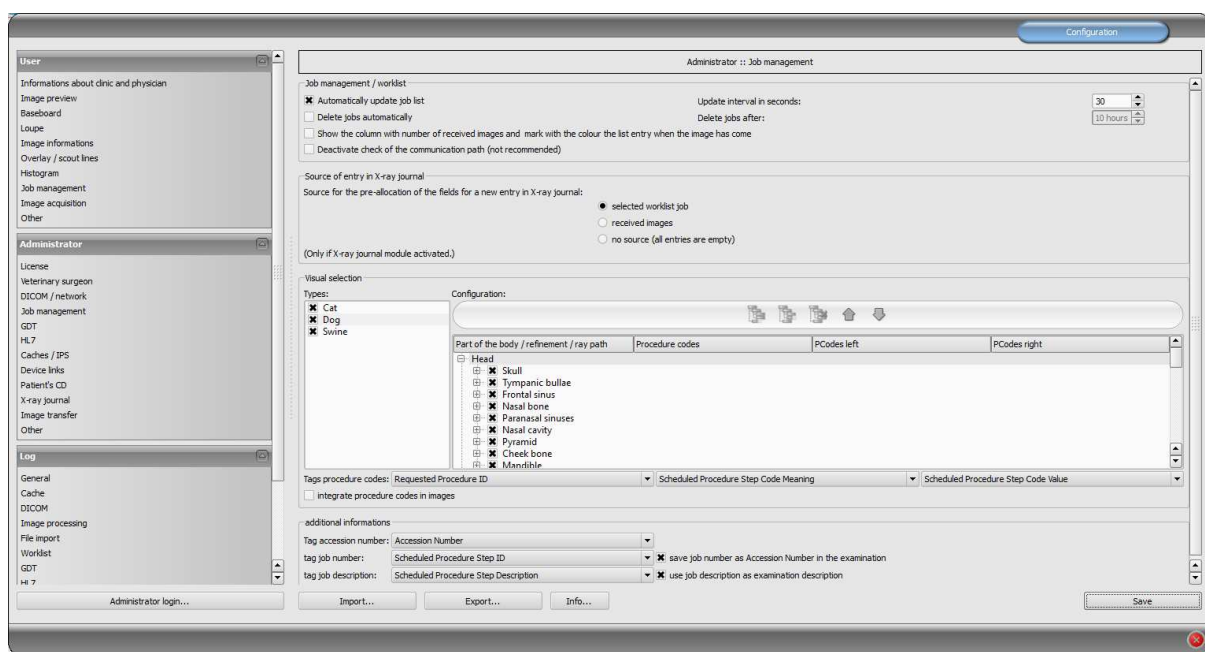 Configuration
User
Informations about clinic and physician
Image preview
Baseboard
Loupe
Image informations
Overlay / scout lines
Histogram
Job management
Image acquisition
Other
Administrator
License
Veterinary surgeon
DICOM / network
Job management
GDT
HL7
Caches / IPS
Device links
Patient's CD
X-ray journal
Image transfer
Other
Log
General
Cache
DICOM
Image processing
File import
Worklist
GDT
HL7
Administrator login...
Administrator :: Job management
Job management / worklist
Automatically update job list Update interval in seconds: 30
Delete jobs automatically Delete jobs after: 10 hours
Show the column with number of received images and mark with the colour the list entry when the image has come
Deactivate check of the communication path (not recommended)
Source of entry in X-ray journal
Source for the pre-allocation of the fields for a new entry in X-ray journal:
selected worklist job
received images
no source (all entries are empty)
(Only if X-ray journal module activated.)
Visual selection
Types: Configuration:
Cat
Dog
Swine
Part of the body / refinement / ray path Procedure codes PCodes left PCodes right
Head
Skull
Tympanic bullae
Frontal sinus
Nasal bone
Paranasal sinuses
Nasal cavity
Pyramid
Cheek bone
Mandible
Tags procedure codes: Requested Procedure ID Scheduled Procedure Step Code Meaning Scheduled Procedure Step Code Value
integrate procedure codes in images
additional informations
Tag accession number: Accession Number
tag job number: Scheduled Procedure Step ID save job number as Accession Number in the examination
tag job description: Scheduled Procedure Step Description use job description as examination description
Import... Export... Info... Save